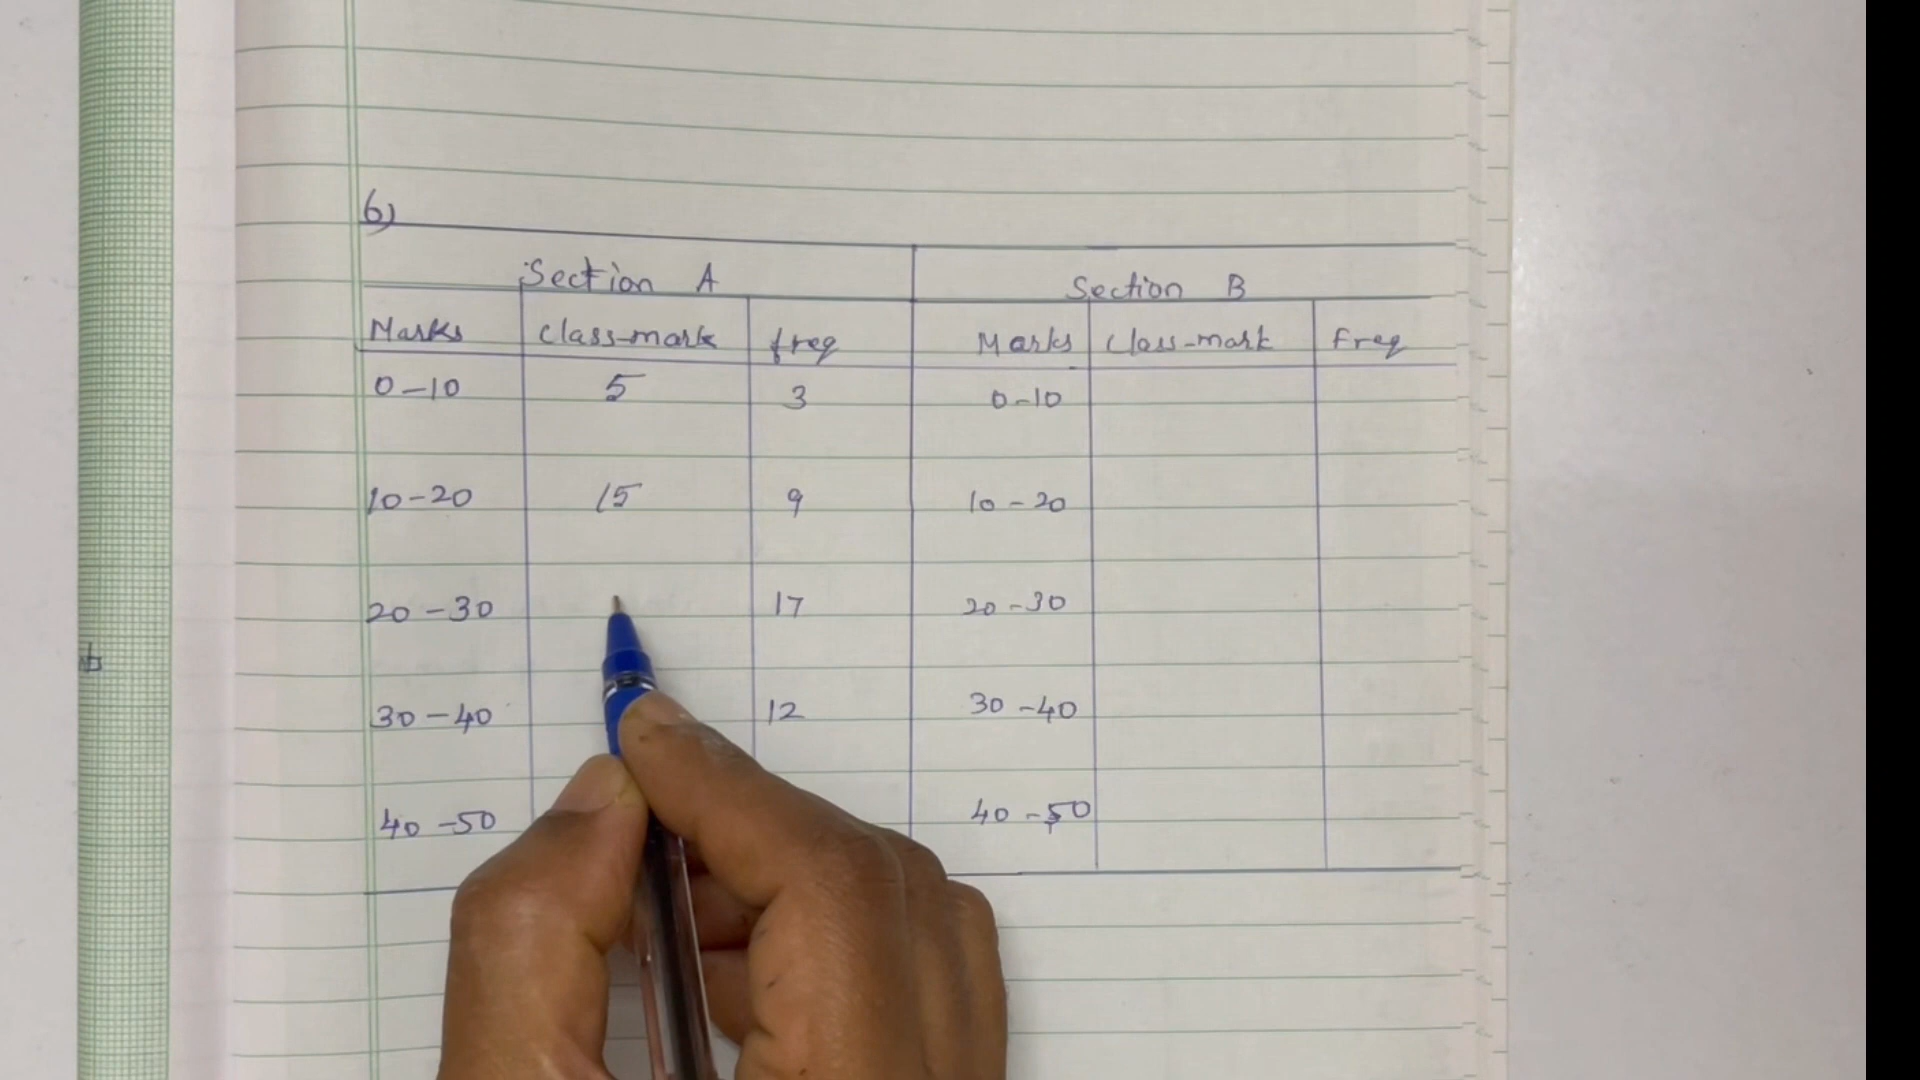 6)
Section A Section B
Marks class-mark freq Marks class-mark Freq
0-10 5 3 0-10
10-20 15 9 10-20
20-30 17 20-30
30-40 12 30-40
40-50 40-50